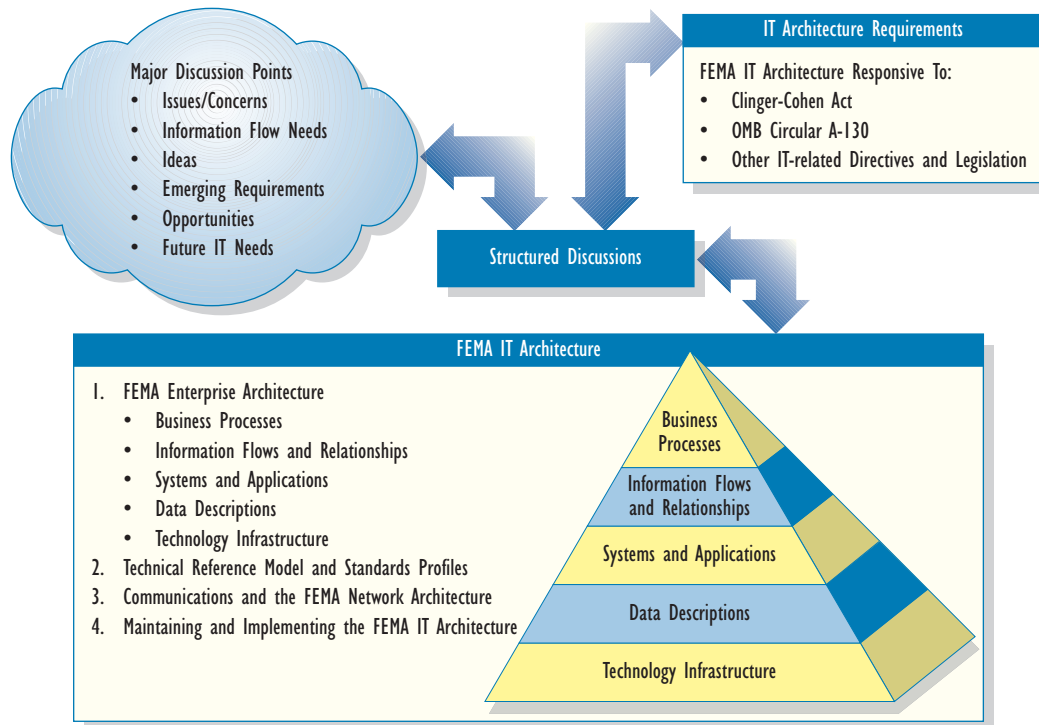 Major Discussion Points
• Issues/Concerns
• Information Flow Needs
• Ideas
• Emerging Requirements
• Opportunities
• Future IT Needs
IT Architecture Requirements
FEMA IT Architecture Responsive To:
• Clinger-Cohen Act
• OMB Circular A-130
• Other IT-related Directives and Legislation
Structured Discussions
FEMA IT Architecture
1. FEMA Enterprise Architecture
• Business Processes
• Information Flows and Relationships
• Systems and Applications
• Data Descriptions
• Technology Infrastructure
2. Technical Reference Model and Standards Profiles
3. Communications and the FEMA Network Architecture
4. Maintaining and Implementing the FEMA IT Architecture
Business
Processes
Information Flows
and Relationships
Systems and Applications
Data Descriptions
Technology Infrastructure